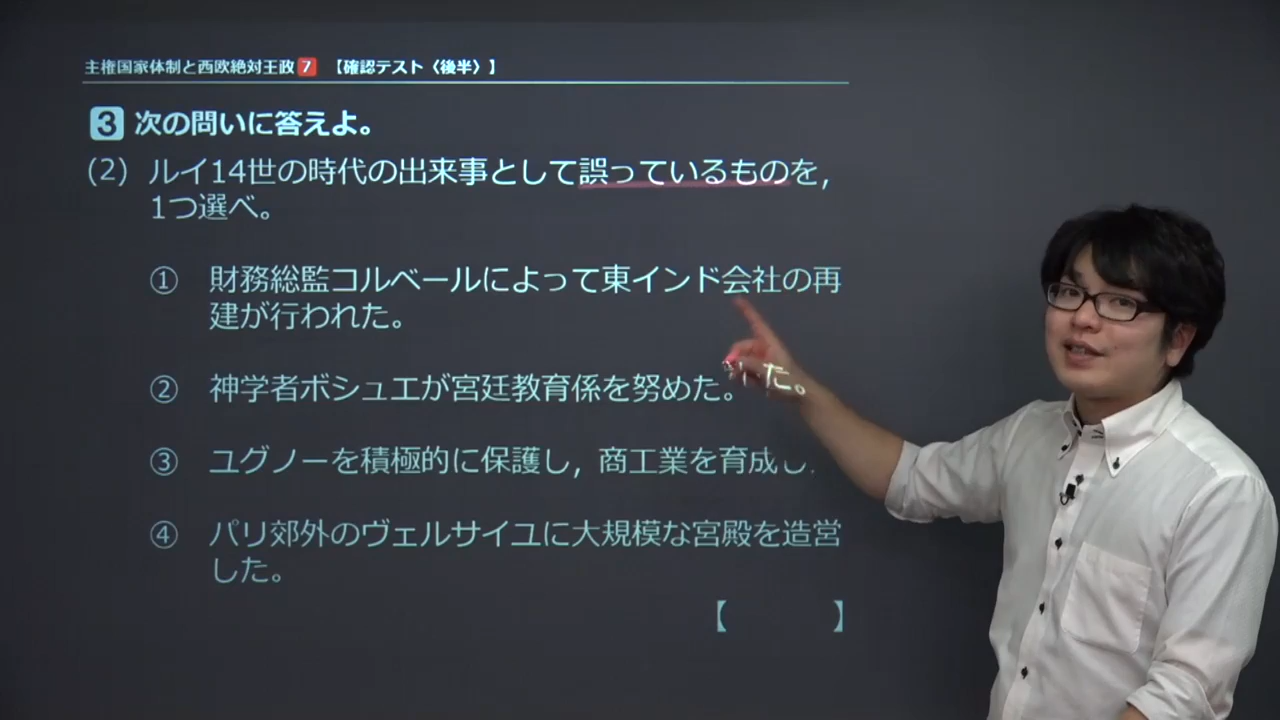 主権国家体制と西欧絶対王政 7 【確認テスト〈後半〉】
3 次の問いに答えよ。
(2) ルイ14世の時代の出来事として誤っているものを,
1つ選べ。
① 財務総監コルベールによって東インド会社の再
建が行われた。
② 神学者ボシュエが宮廷教育係を努めた。
③ ユグノーを積極的に保護し, 商工業を育成し
④ パリ郊外のヴェルサイユに大規模な宮殿を造営
した。
【 】